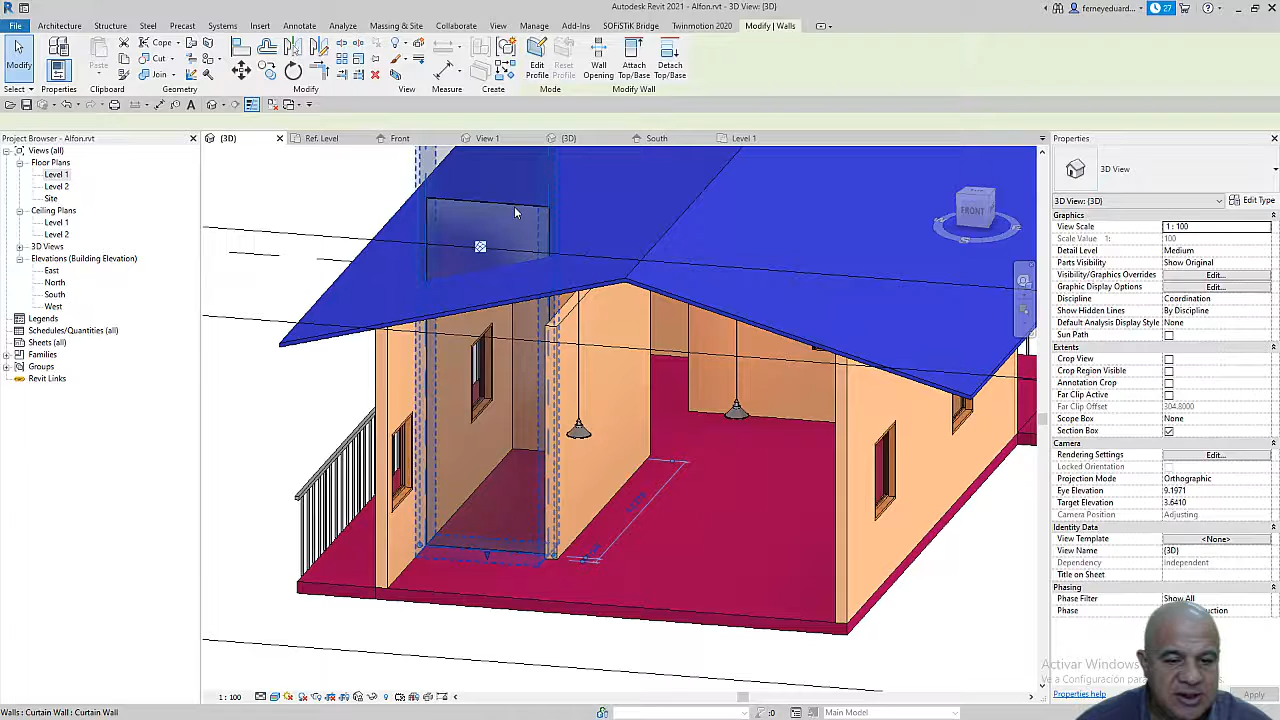 Autodesk Revit 2021 - Alfon.rvt - 3D View: {3D}
ferneyeduard... 27
File Architecture Structure Steel Precast Systems Insert Annotate Analyze Massing & Site Collaborate View Manage Add-Ins SOFiSTiK Bridge Twinmotion 2020 Modify | Walls
Modify Paste Cope Cut Join Edit Profile Reset Profile Wall Opening Attach Top/Base Detach Top/Base
Select Properties Clipboard Geometry Modify View Measure Create Mode Modify Wall
Project Browser - Alfon.rvt
{3D} Ref. Level Front View 1 {3D} South Level 1
Views (all)
Floor Plans
Level 1
Level 2
Site
Ceiling Plans
Level 1
Level 2
3D Views
Elevations (Building Elevation)
East
North
South
West
Legends
Schedules/Quantities (all)
Sheets (all)
Families
Groups
Revit Links
FRONT
Properties
3D View
3D View: {3D} Edit Type
Graphics
View Scale 1 : 100
Scale Value 1: 100
Detail Level Medium
Parts Visibility Show Original
Visibility/Graphics Overrides Edit...
Graphic Display Options Edit...
Discipline Coordination
Show Hidden Lines By Discipline
Default Analysis Display Style None
Sun Path
Extents
Crop View
Crop Region Visible
Annotation Crop
Far Clip Active
Far Clip Offset 304.8000
Scope Box None
Section Box
Camera
Rendering Settings Edit...
Locked Orientation
Projection Mode Orthographic
Eye Elevation 9.1971
Target Elevation 3.6410
Camera Position Adjusting
Identity Data
View Template <None>
View Name {3D}
Dependency Independent
Title on Sheet
Phasing
Phase Filter Show All
Phase
Activar Windows
Ve a Configuración para
Properties help Apply
1 : 100
Walls : Curtain Wall : Curtain Wall
:0 Main Model